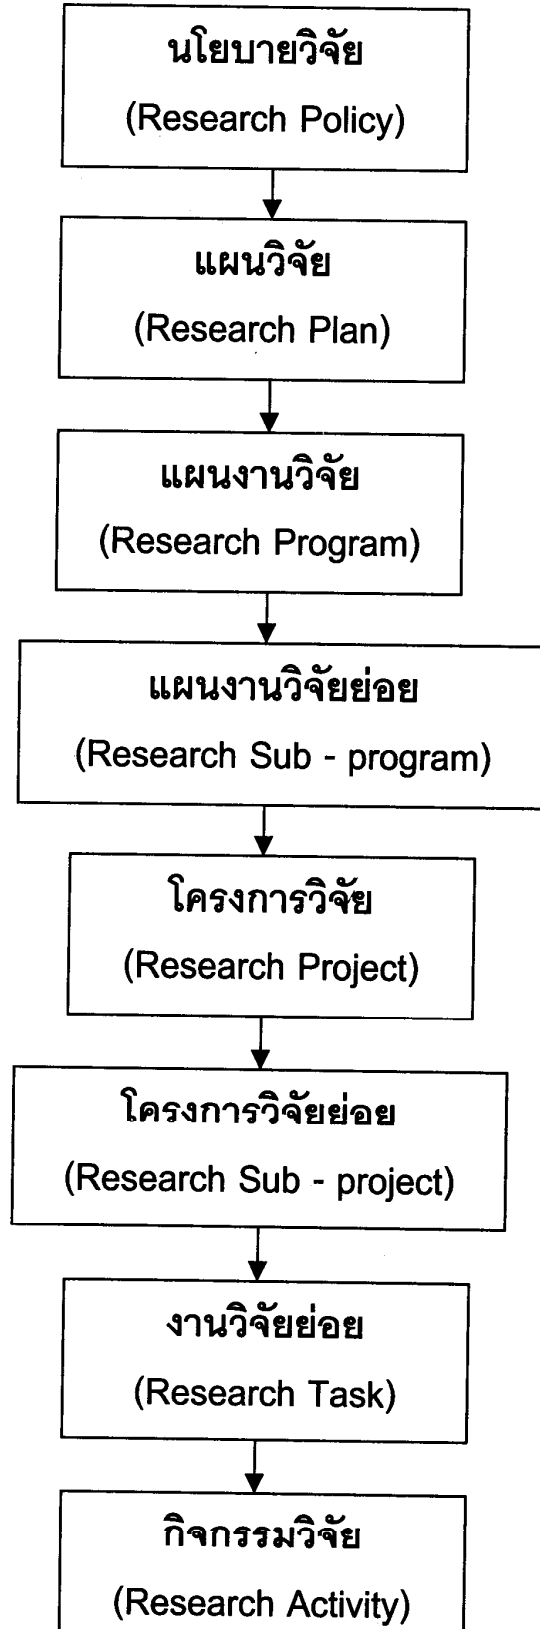 นโยบายวิจัย
(Research Policy)
แผนวิจัย
(Research Plan)
แผนงานวิจัย
(Research Program)
แผนงานวิจัยย่อย
(Research Sub - program)
โครงการวิจัย
(Research Project)
โครงการวิจัยย่อย
(Research Sub - project)
งานวิจัยย่อย
(Research Task)
กิจกรรมวิจัย
(Research Activity)